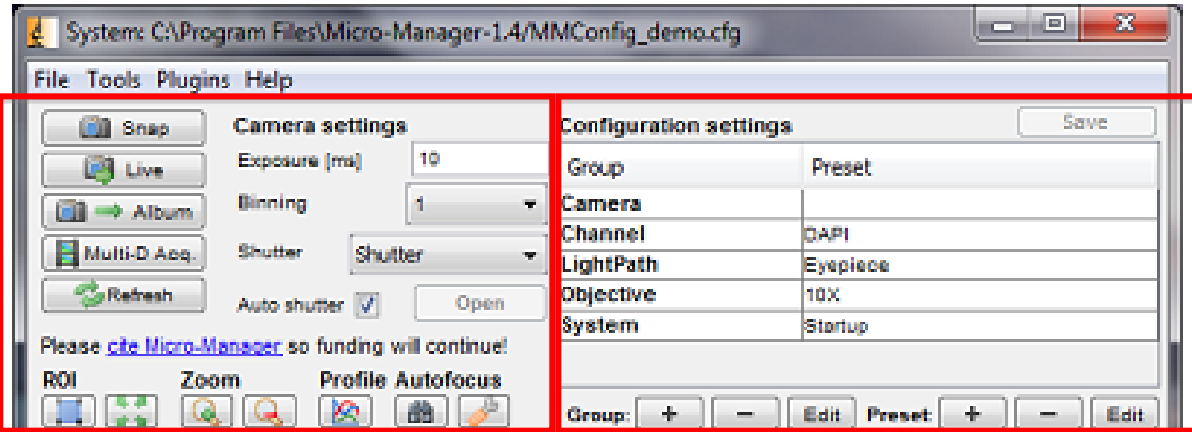 System: C:\Program Files\Micro-Manager-1.4/MMConfig_demo.cfg
File Tools Plugins Help
Snap
Live
Album
Multi-D Acq.
Refresh
Camera settings
Exposure [ms] 10
Binning 1
Shutter Shutter
Auto shutter Open
Please cite Micro-Manager so funding will continue!
ROI Zoom Profile Autofocus
Configuration settings Save
Group Preset
Camera
Channel DAPI
LightPath Eyepiece
Objective 10X
System Startup
Group: + - Edit Preset: + - Edit